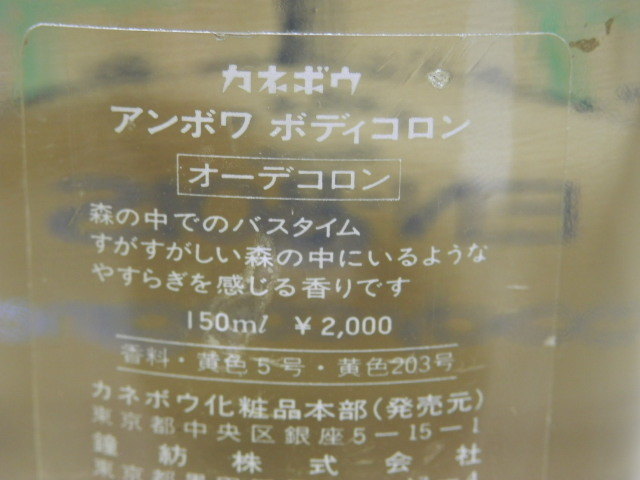 カネボウ
アンボワ ボディコロン
オーデコロン
森の中でのバスタイム
すがすがしい森の中にいるような
やすらぎを感じる香りです
150ml ¥2,000
香料・黄色5号・黄色203号
カネボウ化粧品本部(発売元)
東京都中央区銀座5-15-1
鐘紡株式会社
東京都墨田